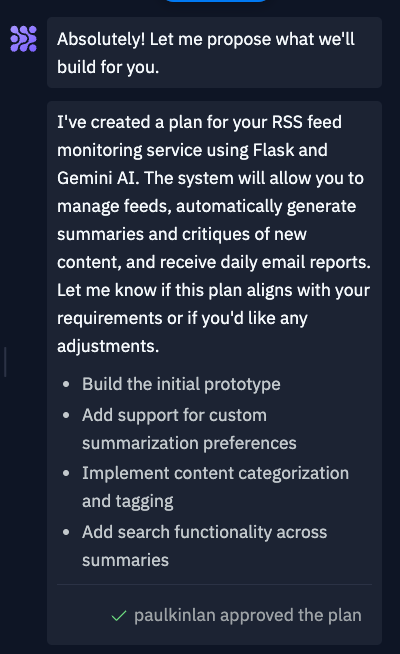 Absolutely! Let me propose what we'll
build for you.
I've created a plan for your RSS feed
monitoring service using Flask and
Gemini AI. The system will allow you to
manage feeds, automatically generate
summaries and critiques of new
content, and receive daily email reports.
Let me know if this plan aligns with your
requirements or if you'd like any
adjustments.
• Build the initial prototype
• Add support for custom
summarization preferences
• Implement content categorization
and tagging
• Add search functionality across
summaries
✓ paulkinlan approved the plan